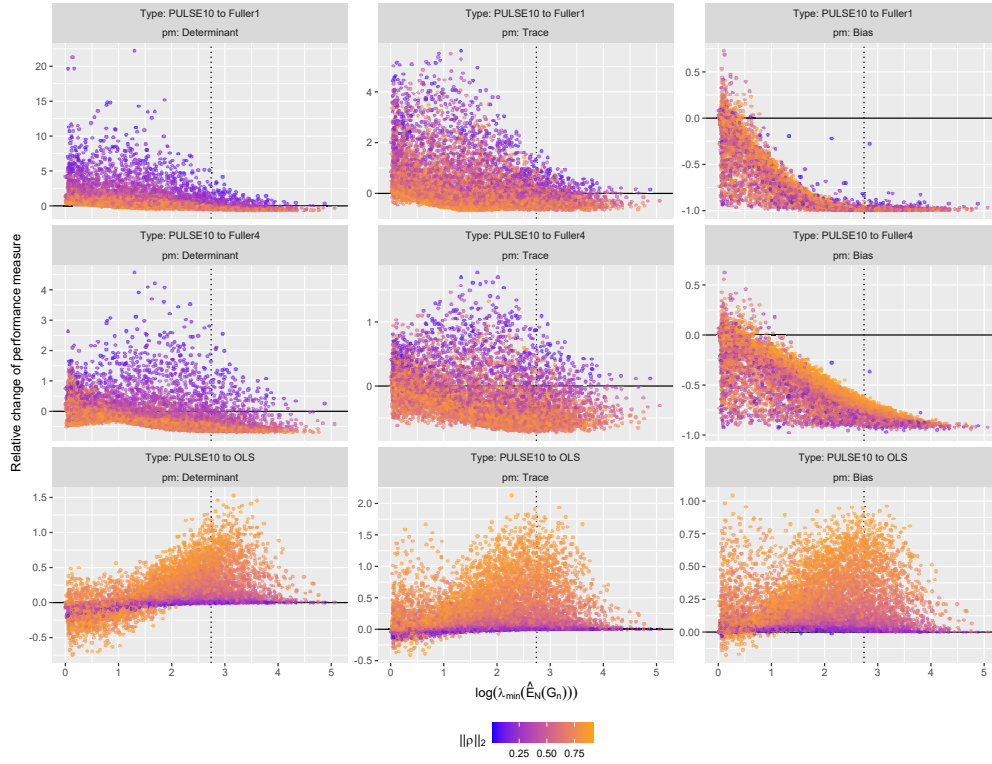 Type: PULSE10 to Fuller1
Type: PULSE10 to Fuller1
Type: PULSE10 to Fuller1
pm: Determinant
pm: Trace
pm: Bias
20
15
10
5
0
4
2
0
0.5
0.0
-0.5
-1.0
Type: PULSE10 to Fuller4
Type: PULSE10 to Fuller4
Type: PULSE10 to Fuller4
pm: Determinant
pm: Trace
pm: Bias
4
3
2
1
0
1
0
0.5
0.0
-0.5
-1.0
Relative change of performance measure
Type: PULSE10 to OLS
Type: PULSE10 to OLS
Type: PULSE10 to OLS
pm: Determinant
pm: Trace
pm: Bias
1.5
1.0
0.5
0.0
-0.5
2.0
1.5
1.0
0.5
0.0
-0.5
1.00
0.75
0.50
0.25
0.00
0 1 2 3 4 5
0 1 2 3 4 5
0 1 2 3 4 5
log(λmin(ÊN(Gn)))
||ρ||2
0.25 0.50 0.75